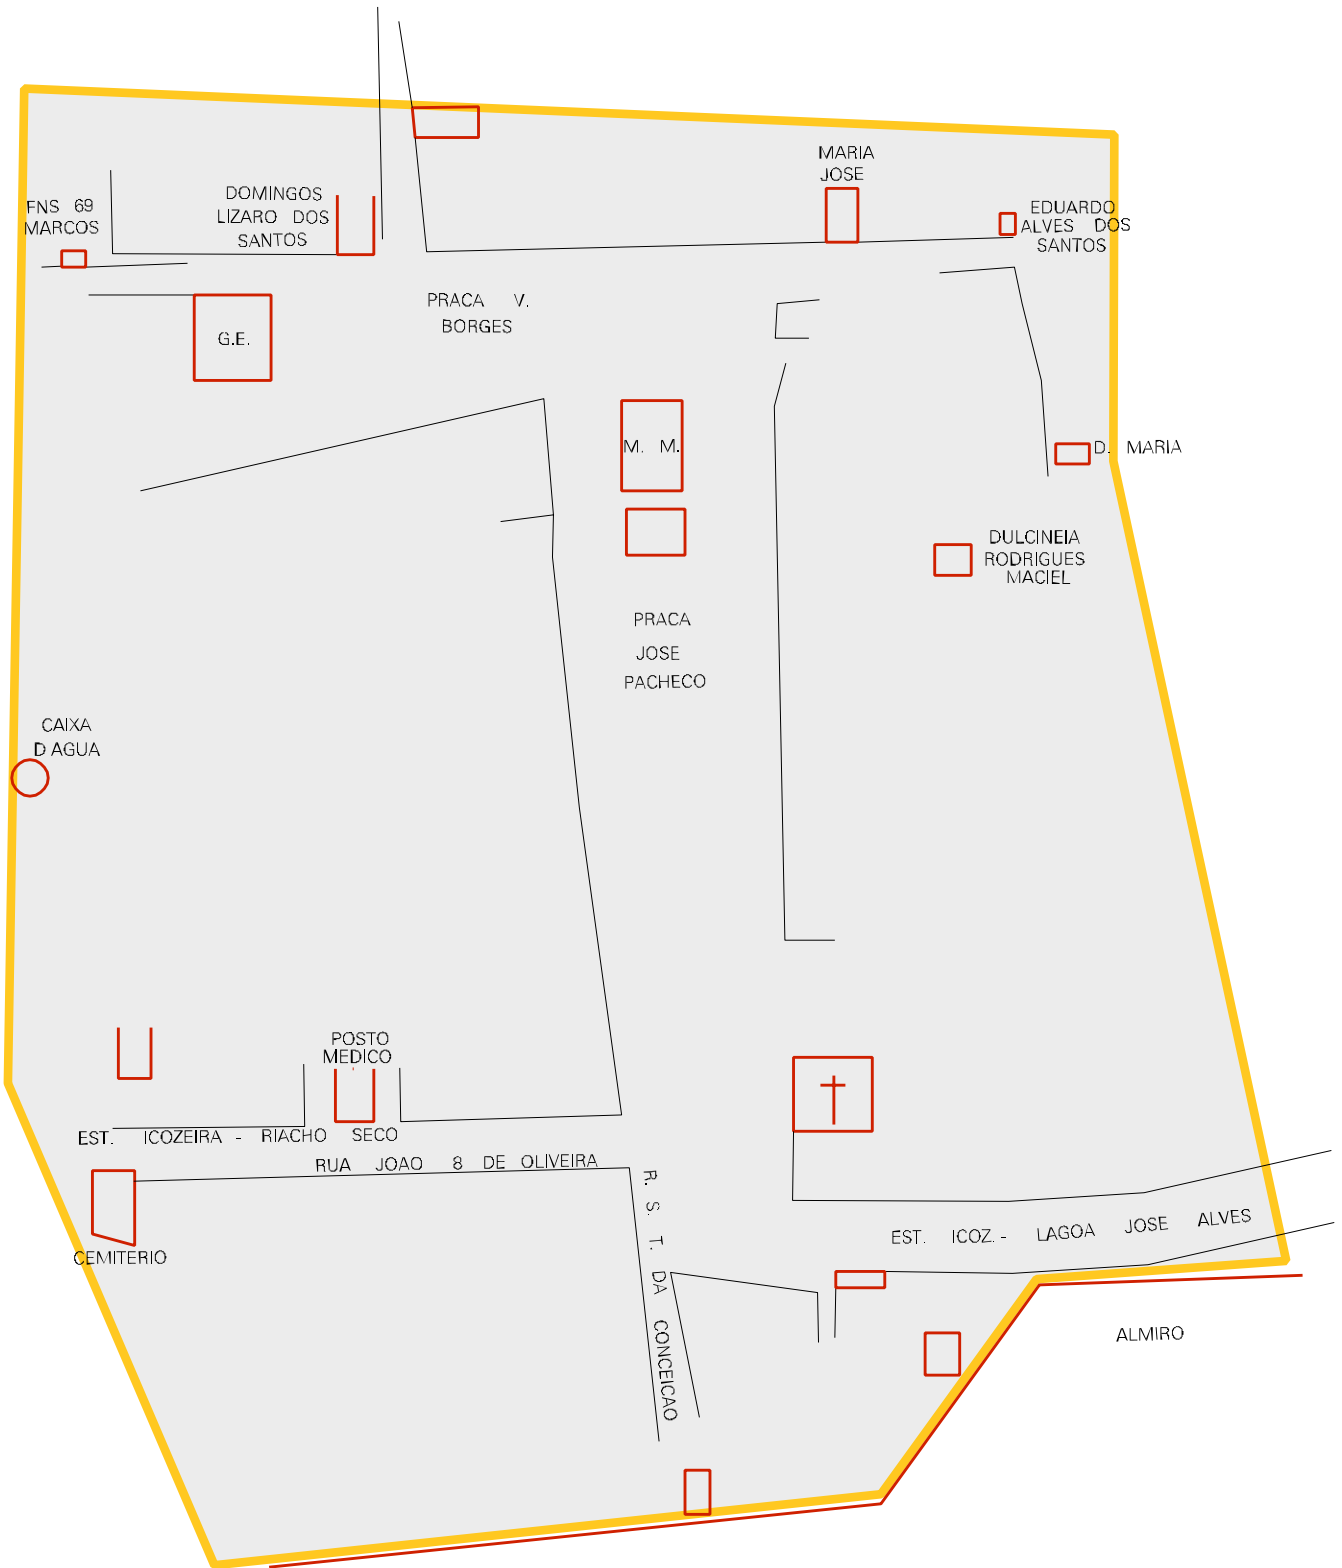 MARIA
JOSE
DOMINGOS
LIZARO DOS
SANTOS
FNS 69
MARCOS
EDUARDO
ALVES DOS
SANTOS
PRACA V.
BORGES
G.E.
M. M.
D. MARIA
DULCINEIA
RODRIGUES
MACIEL
PRACA
JOSE
PACHECO
CAIXA
D AGUA
POSTO
MEDICO
EST. ICOZEIRA - RIACHO SECO
RUA JOAO 8 DE OLIVEIRA
R. S. T. DA CONCEICAO
EST. ICOZ. - LAGOA JOSE ALVES
CEMITERIO
ALMIRO